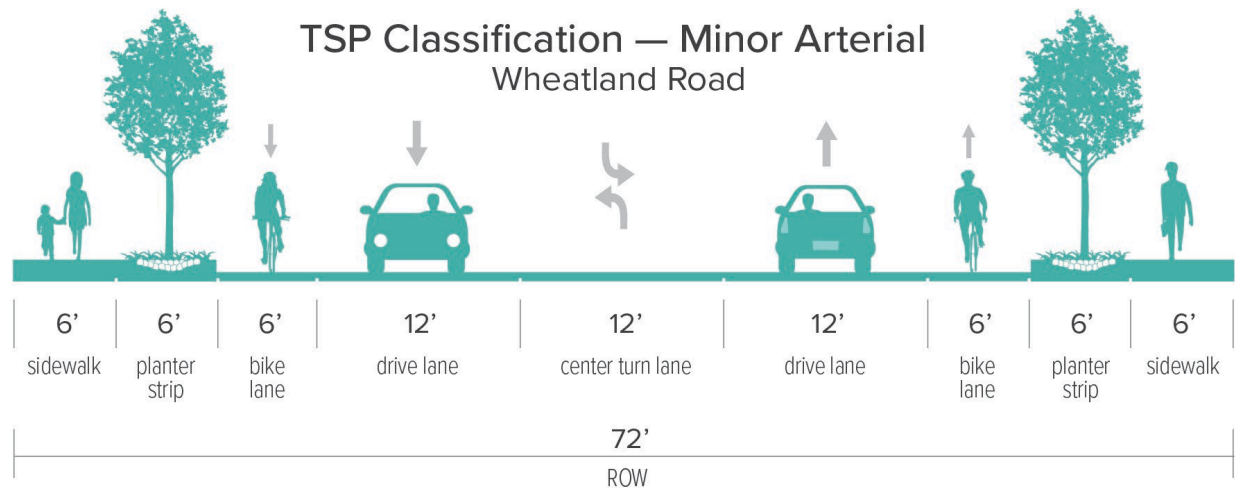 TSP Classification — Minor Arterial
Wheatland Road
6’ 6’ 6’ 12’ 12’ 12’ 6’ 6’ 6’
sidewalk planter bike drive lane center turn lane drive lane bike planter sidewalk
strip lane lane strip
72’
ROW